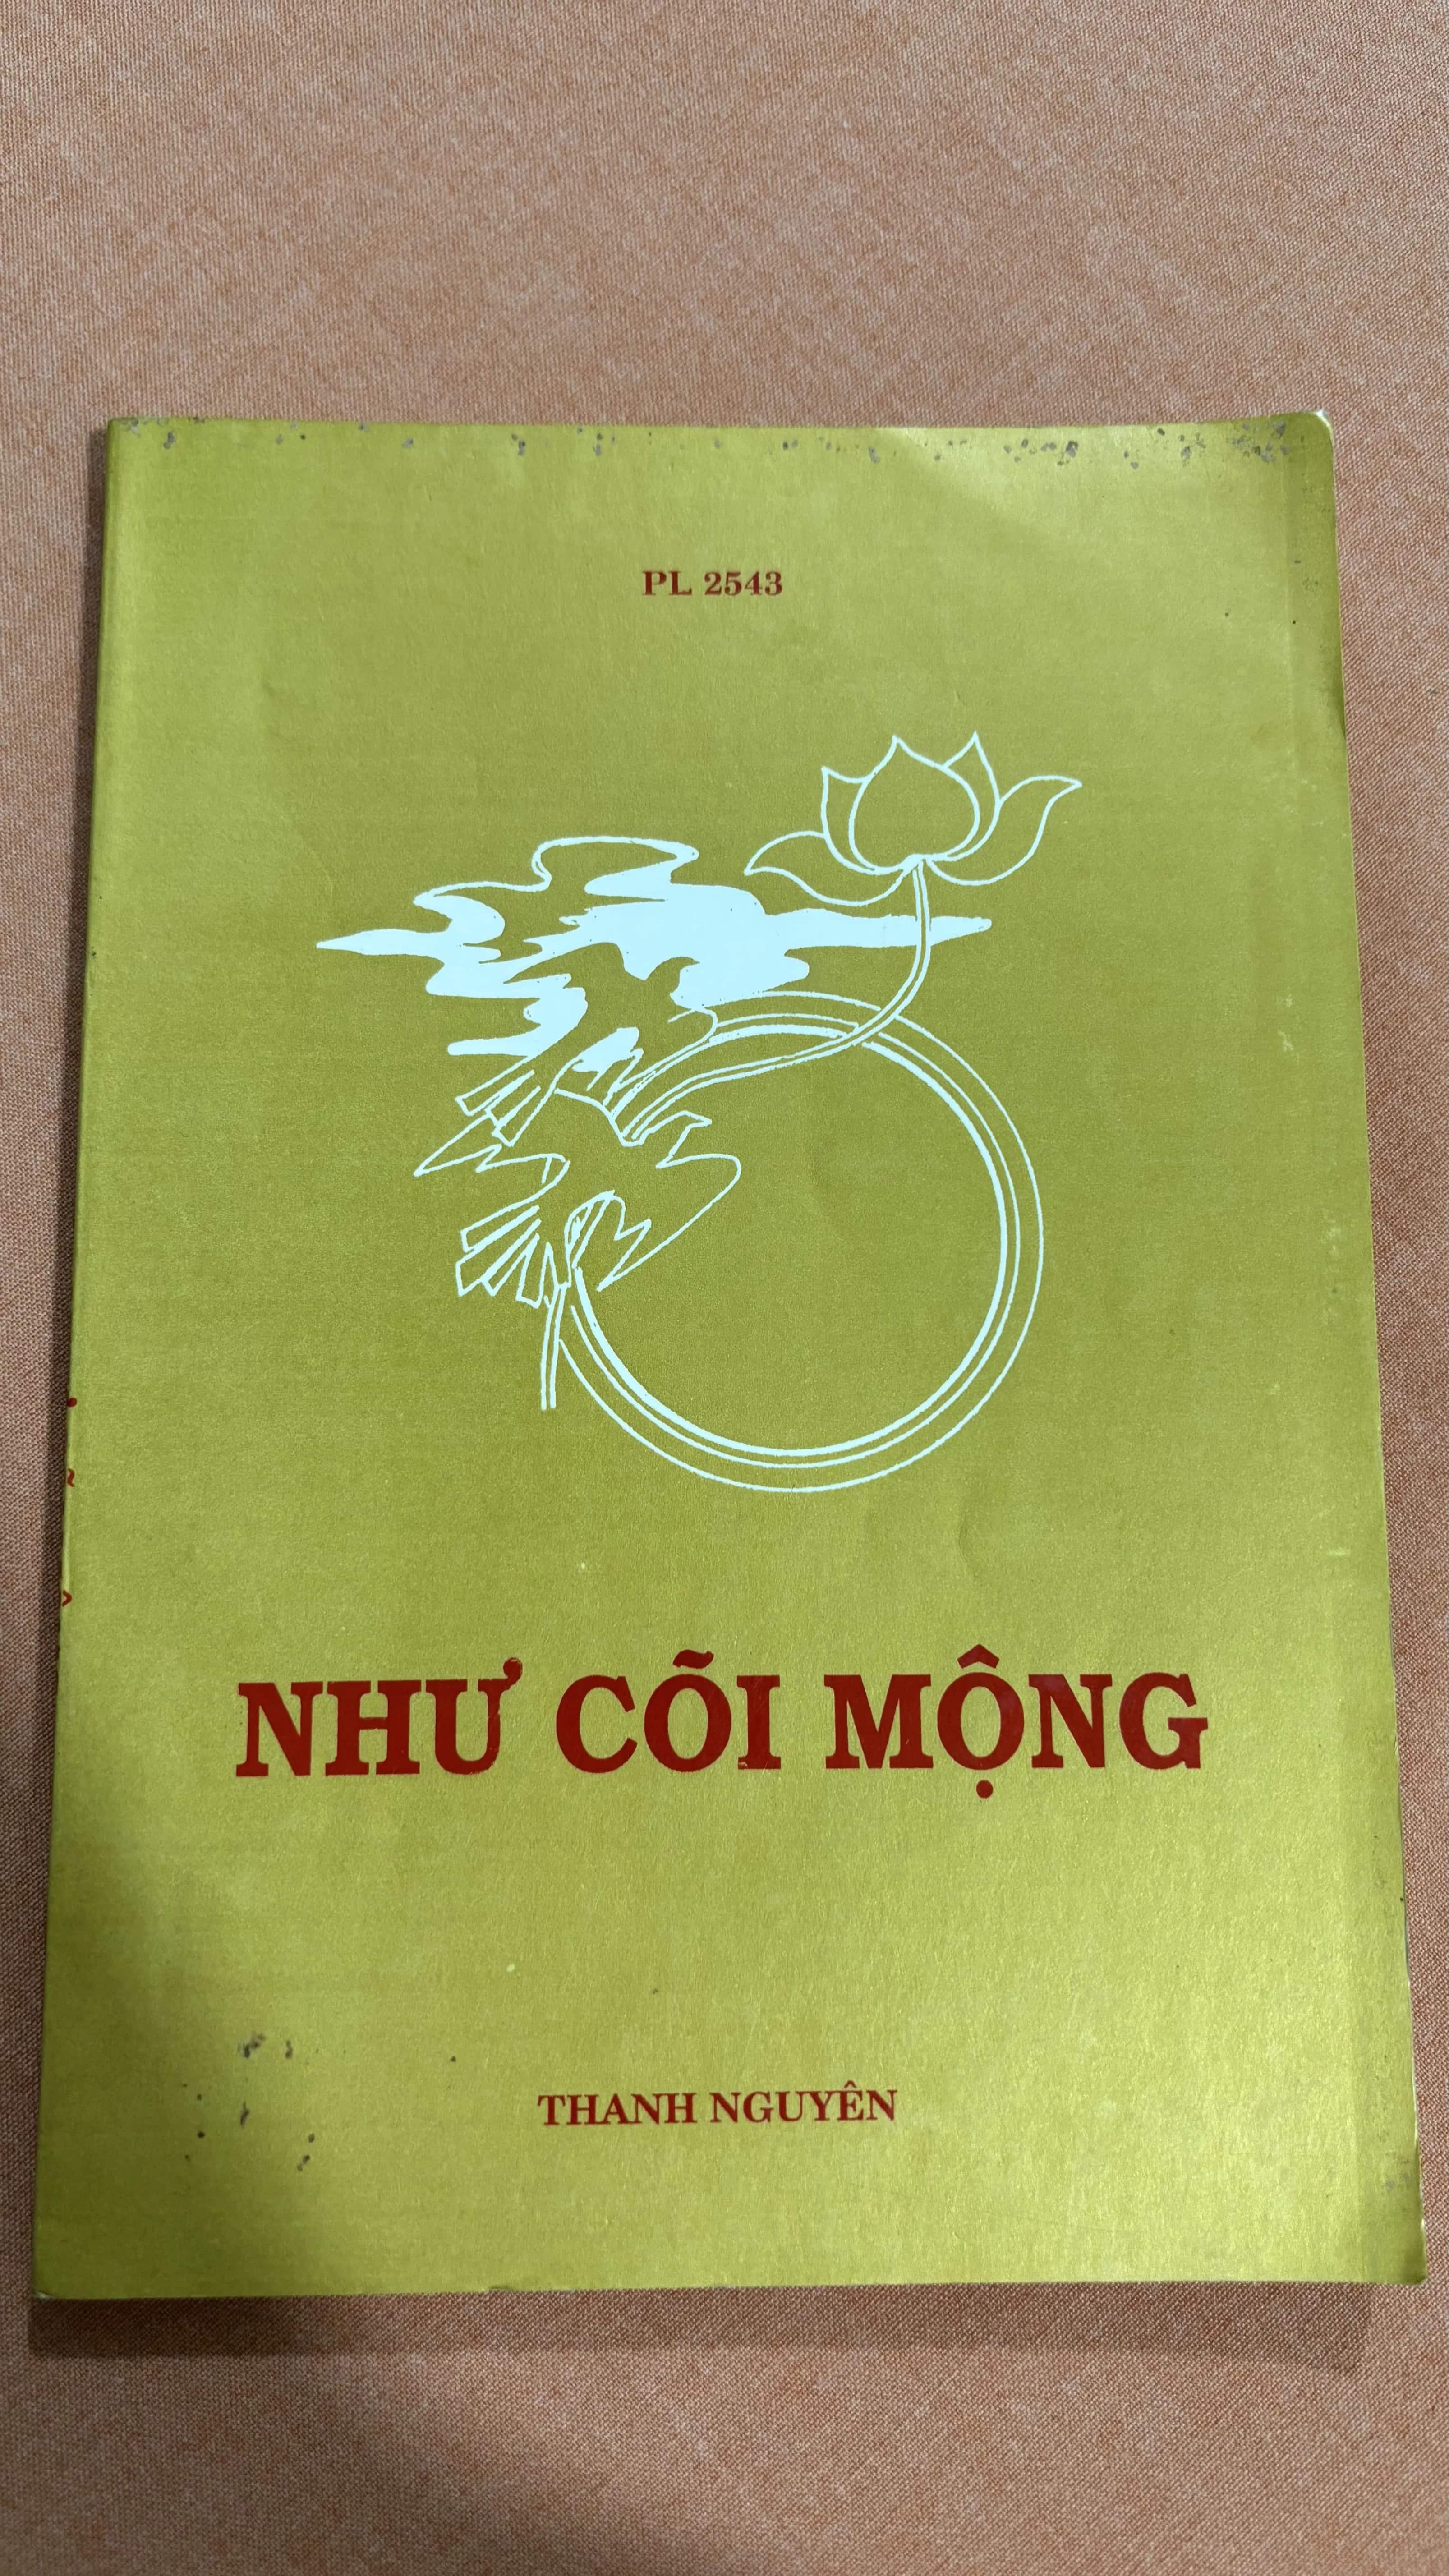 PL 2543
NHƯ CÕI MỘNG
THANH NGUYÊN